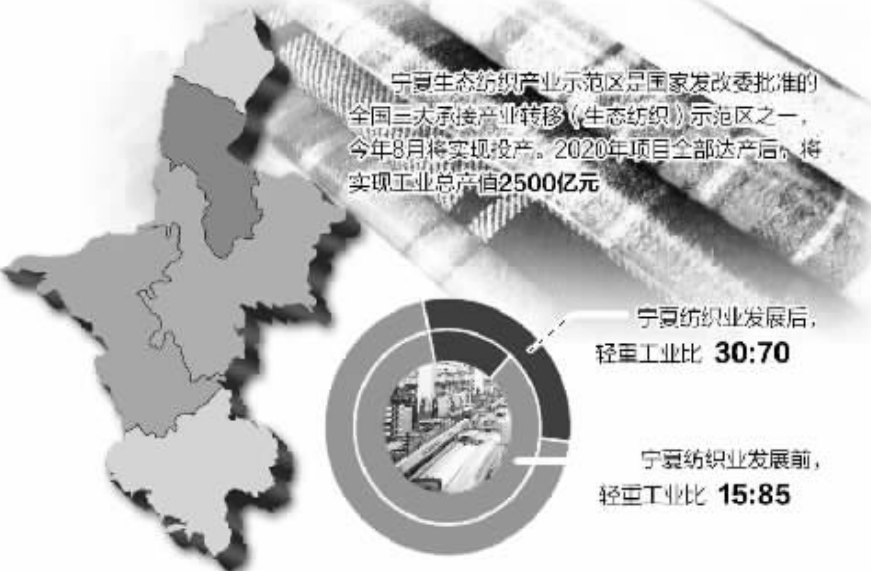 宁夏生态纺织产业示范区是国家发改委批准的
全国三大承接产业转移（生态纺织）示范区之一，
今年8月将实现投产。2020年项目全部达产后，将
实现工业总产值2500亿元
宁夏纺织业发展后，
轻重工业比 30:70
宁夏纺织业发展前，
轻重工业比 15:85